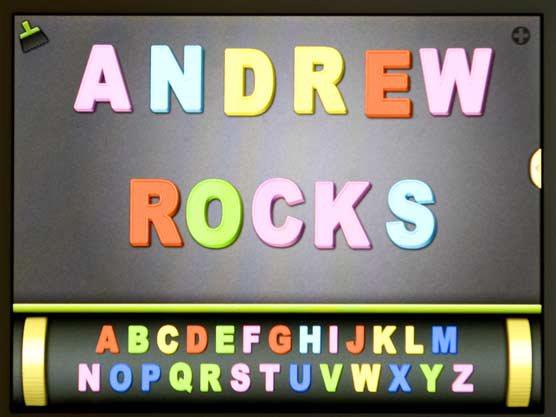 ANDREW
ROCKS
ABCDEFGHIJKLM
NOPQRSTUVWXYZ